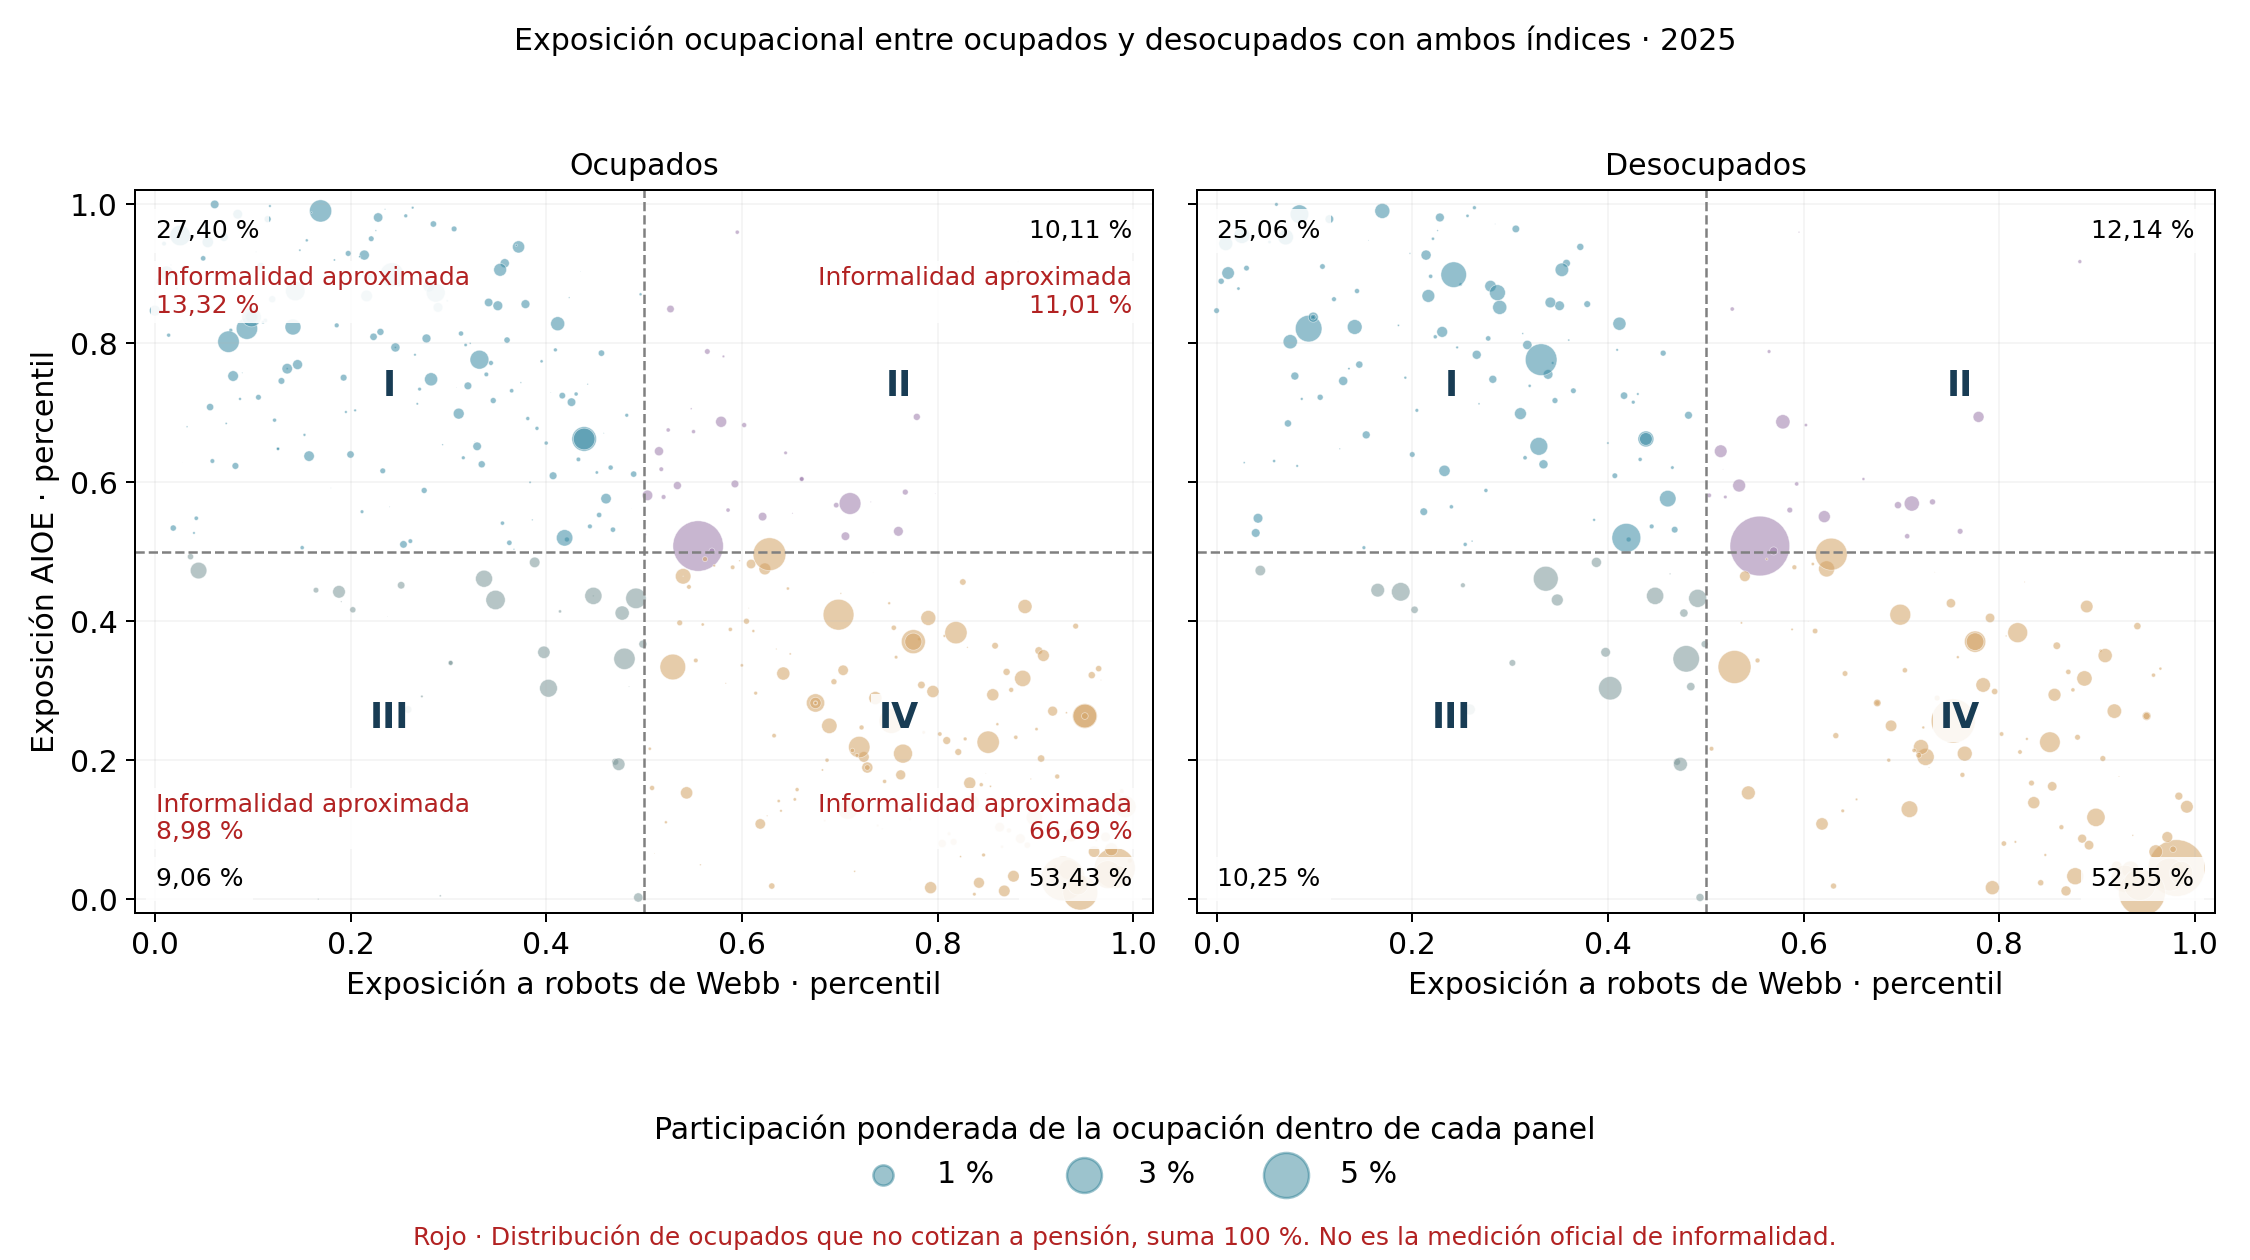 Exposición ocupacional entre ocupados y desocupados con ambos índices · 2025
Ocupados
Desocupados
Exposición AIOE · percentil
1.0
0.8
0.6
0.4
0.2
0.0
27,40 %
Informalidad aproximada
13,32 %
10,11 %
Informalidad aproximada
11,01 %
I
II
III
IV
Informalidad aproximada
8,98 %
9,06 %
Informalidad aproximada
66,69 %
53,43 %
0.0 0.2 0.4 0.6 0.8 1.0
Exposición a robots de Webb · percentil
25,06 %
12,14 %
I
II
III
IV
10,25 %
52,55 %
0.0 0.2 0.4 0.6 0.8 1.0
Exposición a robots de Webb · percentil
Participación ponderada de la ocupación dentro de cada panel
1 % 3 % 5 %
Rojo · Distribución de ocupados que no cotizan a pensión, suma 100 %. No es la medición oficial de informalidad.